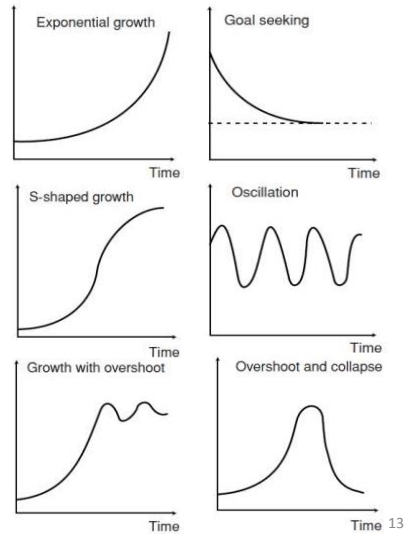 Exponential growth
Time
Goal seeking
Time
S-shaped growth
Time
Oscillation
Time
Growth with overshoot
Time
Overshoot and collapse
Time
13